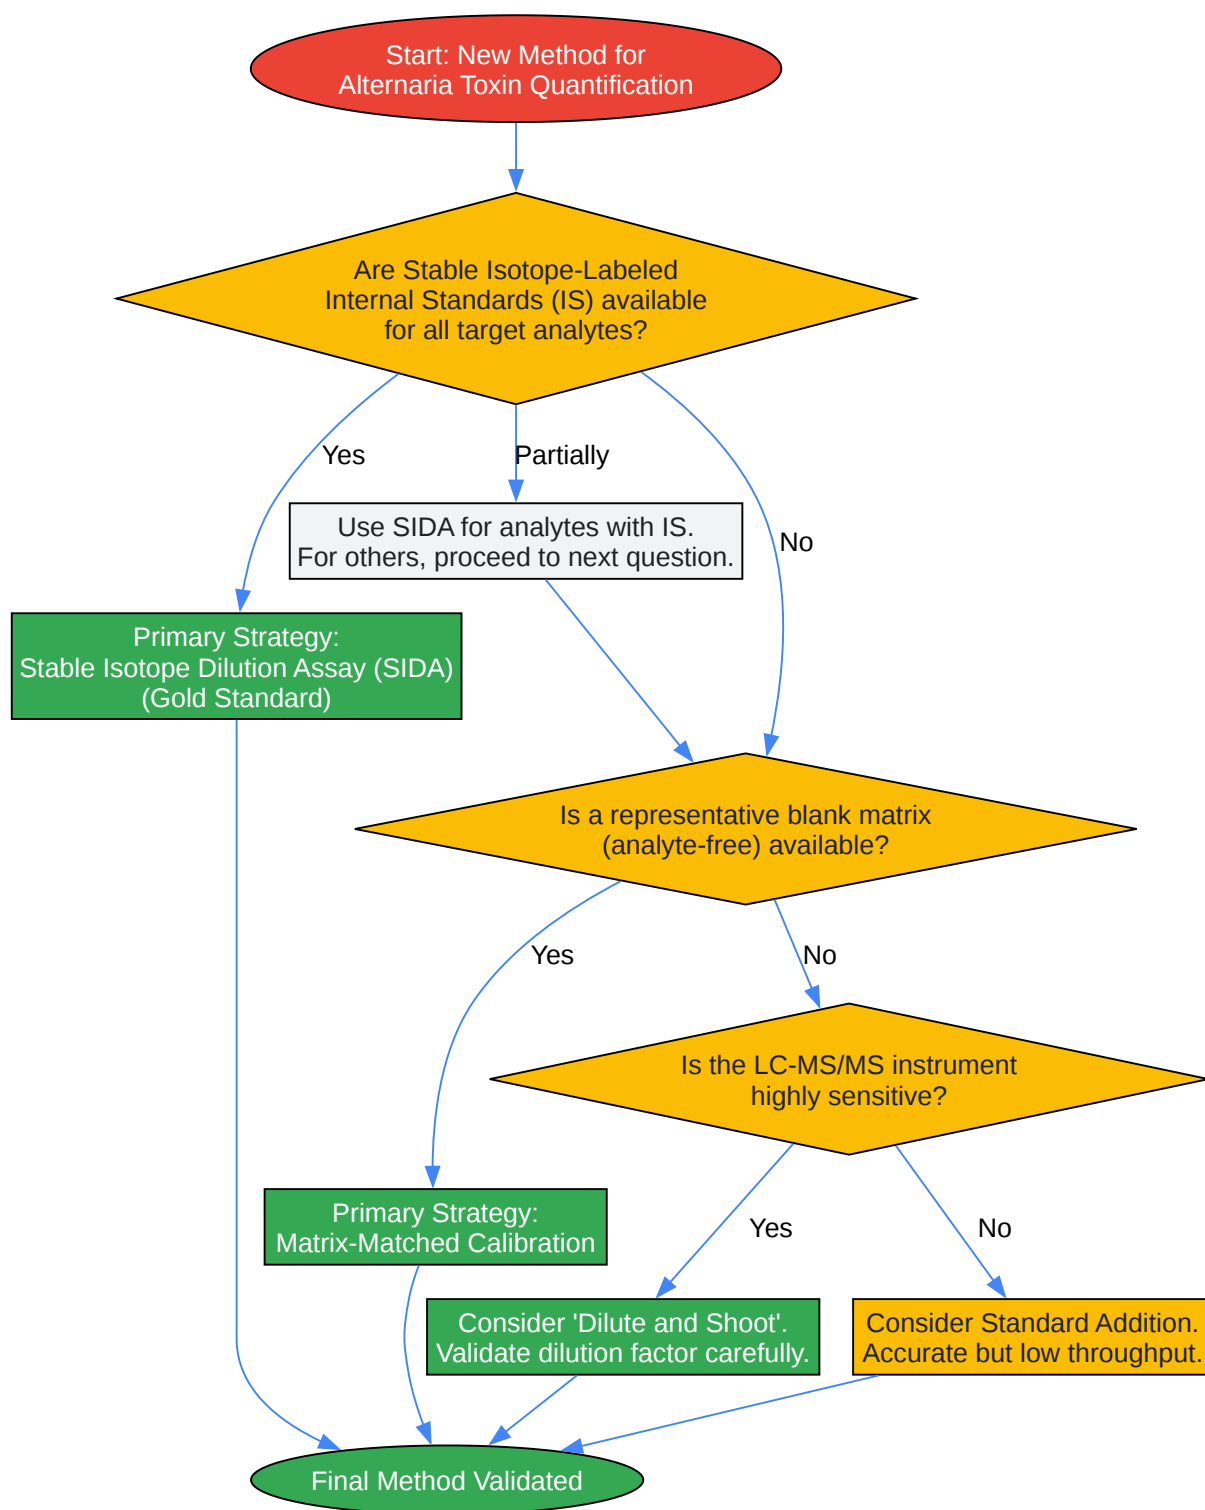 Start: New Method for
Alternaria Toxin Quantification
Are Stable Isotope-Labeled
Internal Standards (IS) available
for all target analytes?
Yes
Partially
No
Use SIDA for analytes with IS.
For others, proceed to next question.
Primary Strategy:
Stable Isotope Dilution Assay (SIDA)
(Gold Standard)
Is a representative blank matrix
(analyte-free) available?
Yes
No
Is the LC-MS/MS instrument
highly sensitive?
Primary Strategy:
Matrix-Matched Calibration
Yes
No
Consider 'Dilute and Shoot'.
Validate dilution factor carefully.
Consider Standard Addition.
Accurate but low throughput.
Final Method Validated